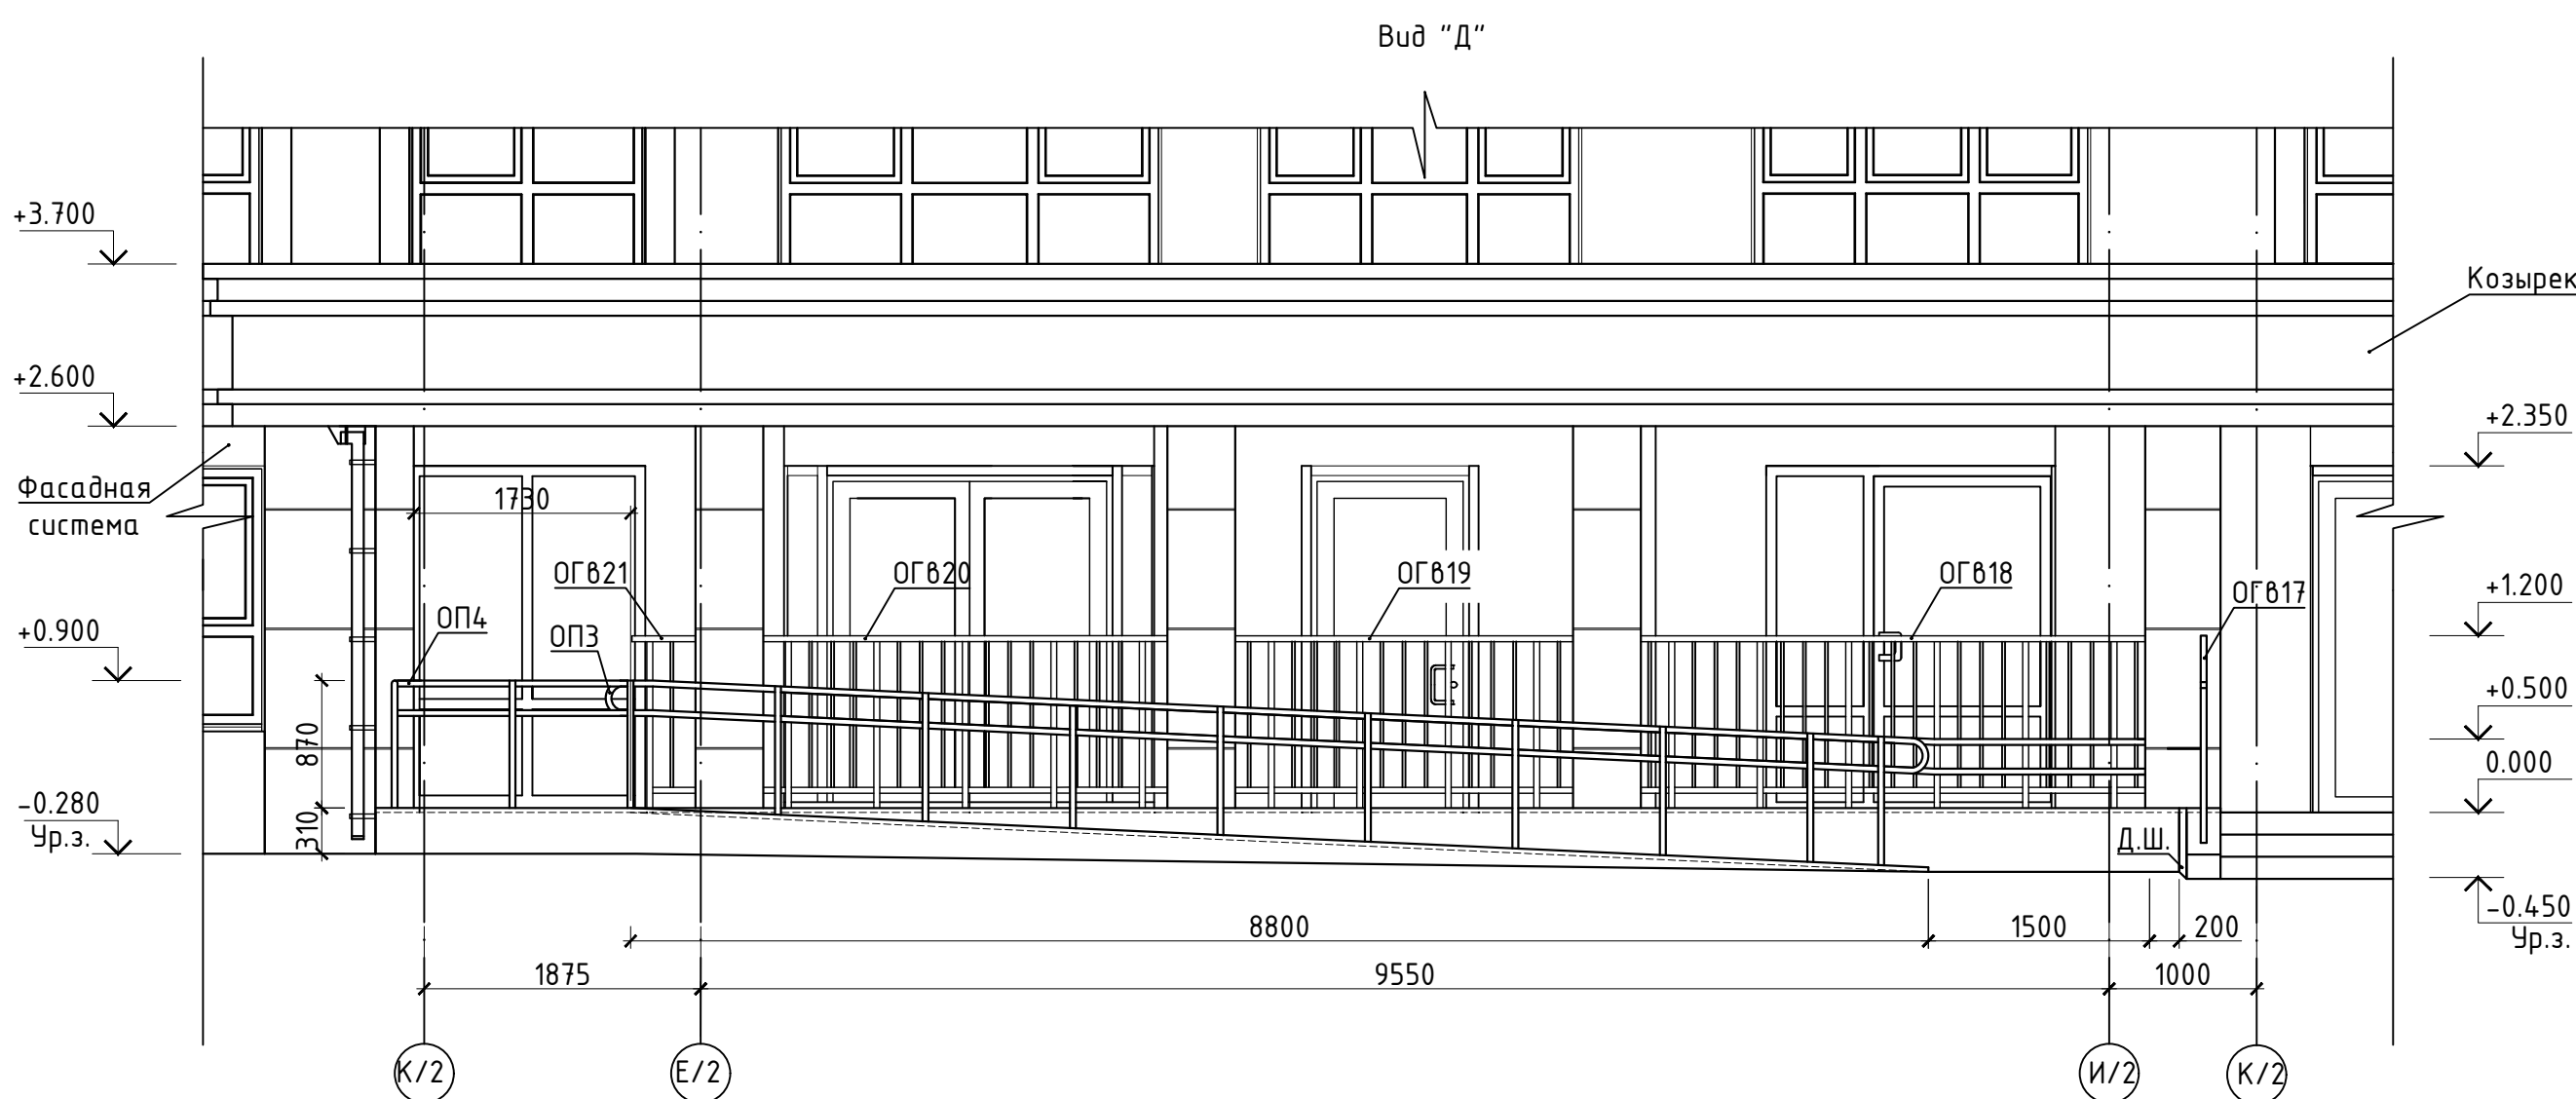 Вид "Д"
+3.700
Козырек
+2.600
+2.350
Фасадная
система
1730
ОГв21
ОГв20
ОГв19
ОГв18
+1.200
ОГв17
ОП4
+0.900
ОП3
+0.500
870
0.000
-0.280
Ур.з.
310
Д.Ш.
-0.450
Ур.з.
8800
1500
200
1875
9550
1000
К/2
Е/2
И/2
К/2